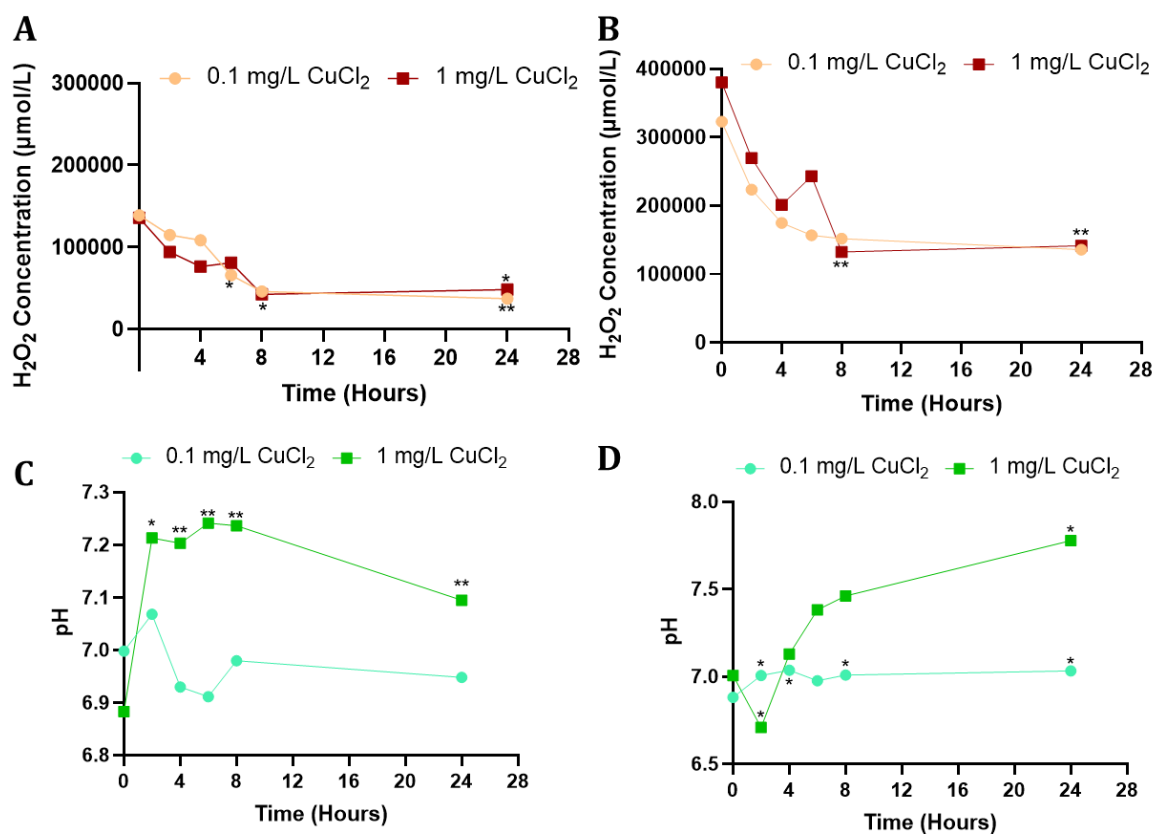 A
0.1 mg/L CuCl₂ 1 mg/L CuCl₂
H₂O₂ Concentration (µmol/L)
300000
200000
100000
0
* * * **
4 8 12 16 20 24 28
Time (Hours)
B
0.1 mg/L CuCl₂ 1 mg/L CuCl₂
H₂O₂ Concentration (µmol/L)
400000
300000
200000
100000
0
** **
0 4 8 12 16 20 24 28
Time (Hours)
C
0.1 mg/L CuCl₂ 1 mg/L CuCl₂
pH
7.3
7.2
7.1
7.0
6.9
6.8
* ** ** ** **
0 4 8 12 16 20 24 28
Time (Hours)
D
0.1 mg/L CuCl₂ 1 mg/L CuCl₂
pH
8.0
7.5
7.0
6.5
* * * * * *
0 4 8 12 16 20 24 28
Time (Hours)